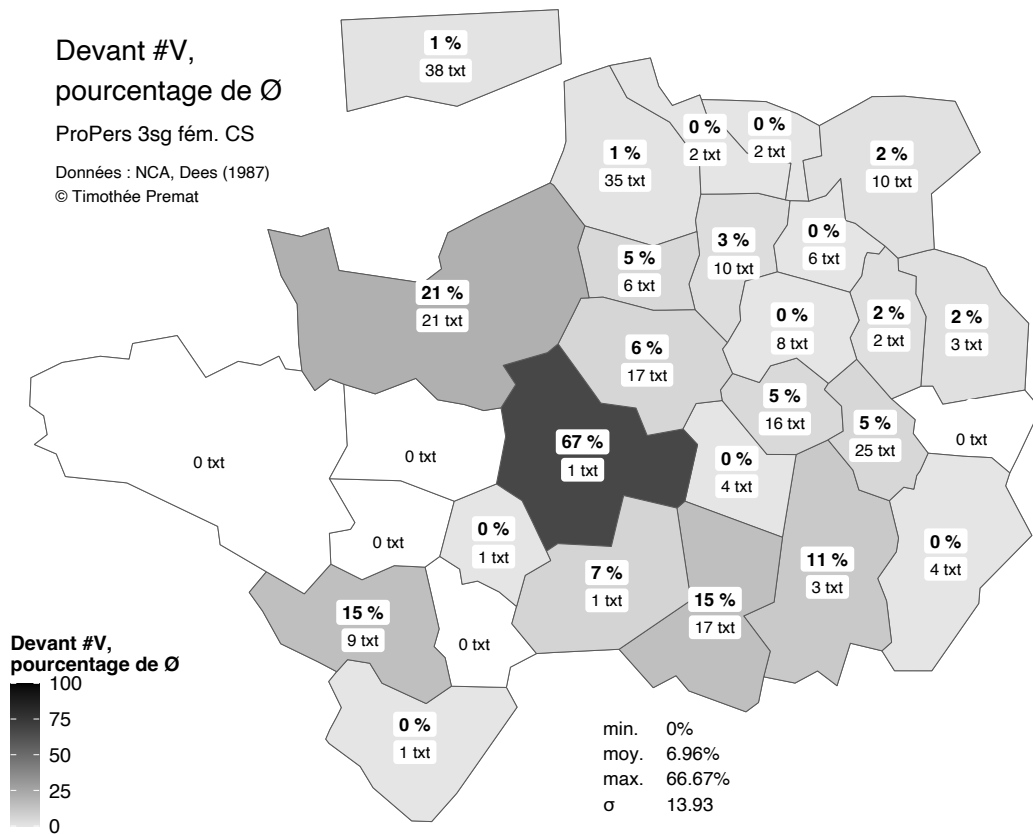 Devant #V,
pourcentage de Ø
ProPers 3sg fém. CS
Données : NCA, Dees (1987)
© Timothée Premat
1 %
38 txt
1 %
35 txt
0 %
2 txt
0 %
2 txt
2 %
10 txt
5 %
6 txt
3 %
10 txt
0 %
6 txt
21 %
21 txt
6 %
17 txt
0 %
8 txt
2 %
2 txt
2 %
3 txt
5 %
16 txt
5 %
25 txt
0 txt
0 txt
0 txt
67 %
1 txt
0 %
4 txt
0 txt
0 %
1 txt
7 %
1 txt
15 %
17 txt
11 %
3 txt
0 %
4 txt
15 %
9 txt
0 txt
0 %
1 txt
Devant #V,
pourcentage de Ø
100
75
50
25
0
min. 0%
moy. 6.96%
max. 66.67%
σ 13.93